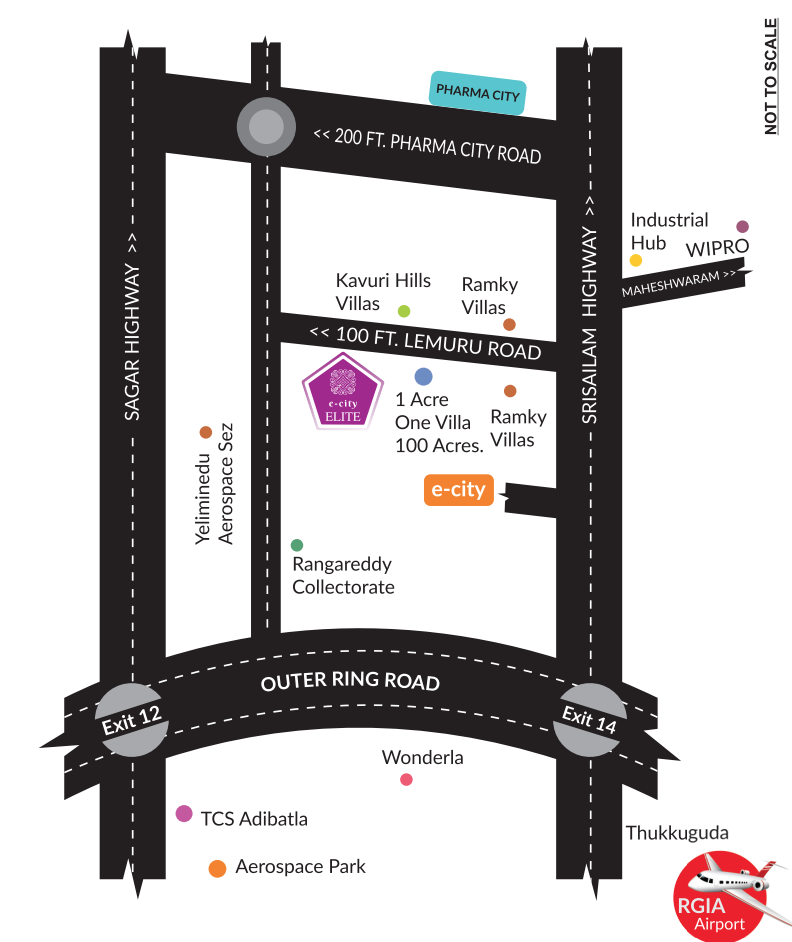 NOT TO SCALE
PHARMA CITY
<< 200 FT. PHARMA CITY ROAD
SAGAR HIGHWAY >>
SRISAILAM HIGHWAY >>
Industrial
Hub
WIPRO
MAHESHWARAM >>
Kavuri Hills
Villas
Ramky
Villas
<< 100 FT. LEMURU ROAD
e-city
ELITE
1 Acre
One Villa
100 Acres.
Ramky
Villas
Yeliminedu
Aerospace Sez
e-city
Rangareddy
Collectorate
OUTER RING ROAD
Exit 12
Exit 14
Wonderla
TCS Adibatla
Aerospace Park
Thukkuguda
RGIA
Airport